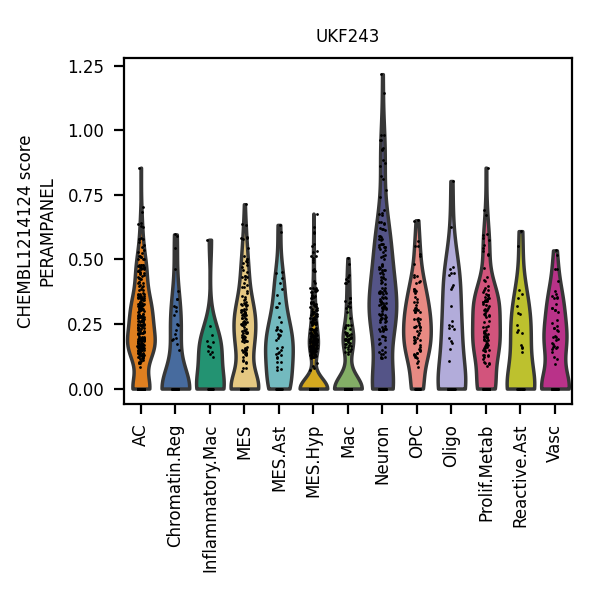 UKF243
CHEMBL1214124 score
PERAMPANEL
1.25
1.00
0.75
0.50
0.25
0.00
AC
Chromatin.Reg
Inflammatory.Mac
MES
MES.Ast
MES.Hyp
Mac
Neuron
OPC
Oligo
Prolif.Metab
Reactive.Ast
Vasc